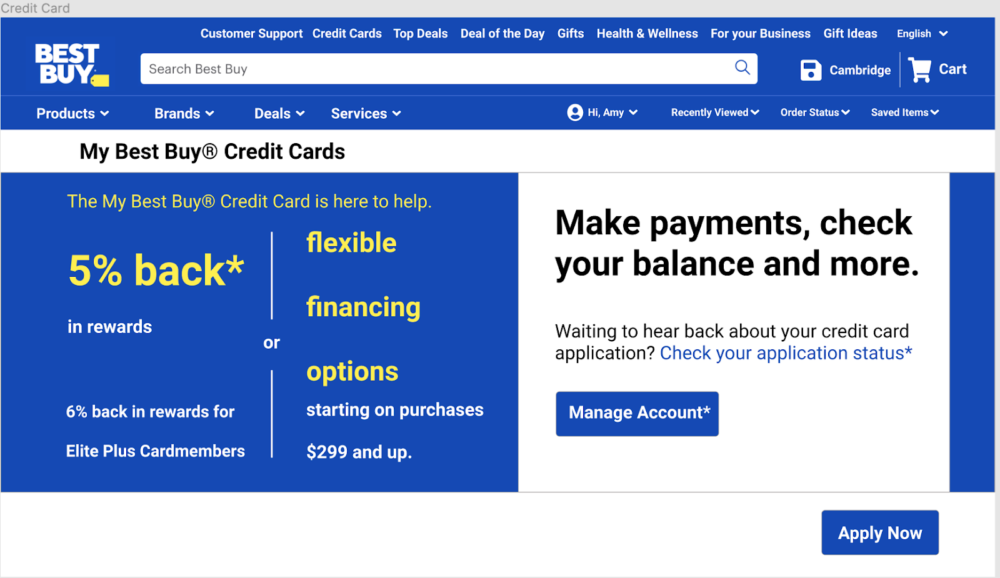 Credit Card
Customer Support Credit Cards Top Deals Deal of the Day Gifts Health & Wellness For your Business Gift Ideas English
BEST
BUY
Search Best Buy
Cambridge
Cart
Products Brands Deals Services Hi, Amy Recently Viewed Order Status Saved Items
My Best Buy® Credit Cards
The My Best Buy® Credit Card is here to help.
5% back*
in rewards
6% back in rewards for
Elite Plus Cardmembers
or
flexible
financing
options
starting on purchases
$299 and up.
Make payments, check
your balance and more.
Waiting to hear back about your credit card
application? Check your application status*
Manage Account*
Apply Now